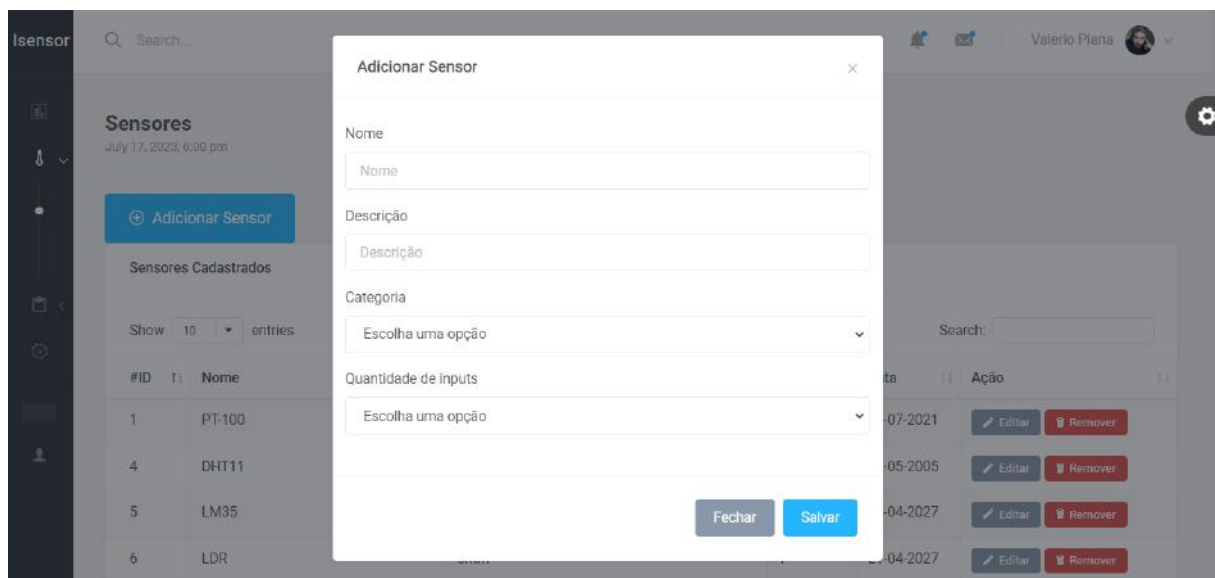 Isensor
Search...
Valerio Piana
Adicionar Sensor
×
Sensores
July 17, 2023, 6:00 pm
Nome
Nome
Adicionar Sensor
Descrição
Descrição
Sensores Cadastrados
Categoria
Escolha uma opção
Show 10 entries
Search:
Quantidade de inputs
Escolha uma opção
#ID Nome Ação
1 PT-100 -07-2021 Editar Remover
4 DHT11 -05-2005 Editar Remover
5 LM35 -04-2027 Editar Remover
6 LDR -04-2027 Editar Remover
Fechar Salvar